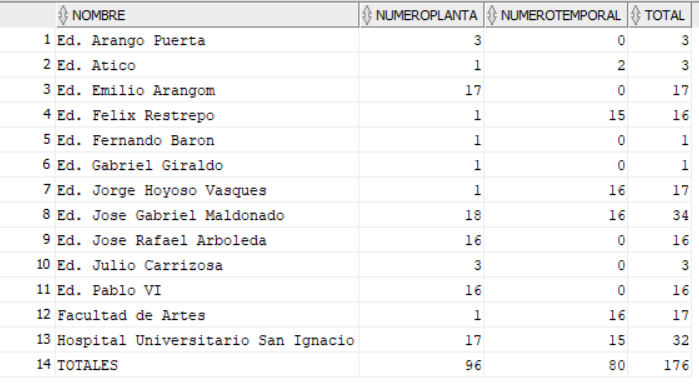 NOMBRE NUMEROPLANTA NUMEROTEMPORAL TOTAL
1 Ed. Arango Puerta 3 0 3
2 Ed. Atico 1 2 3
3 Ed. Emilio Arangom 17 0 17
4 Ed. Felix Restrepo 1 15 16
5 Ed. Fernando Baron 1 0 1
6 Ed. Gabriel Giraldo 1 0 1
7 Ed. Jorge Hoyoso Vasques 1 16 17
8 Ed. Jose Gabriel Maldonado 18 16 34
9 Ed. Jose Rafael Arboleda 16 0 16
10 Ed. Julio Carrizosa 3 0 3
11 Ed. Pablo VI 16 0 16
12 Facultad de Artes 1 16 17
13 Hospital Universitario San Ignacio 17 15 32
14 TOTALES 96 80 176